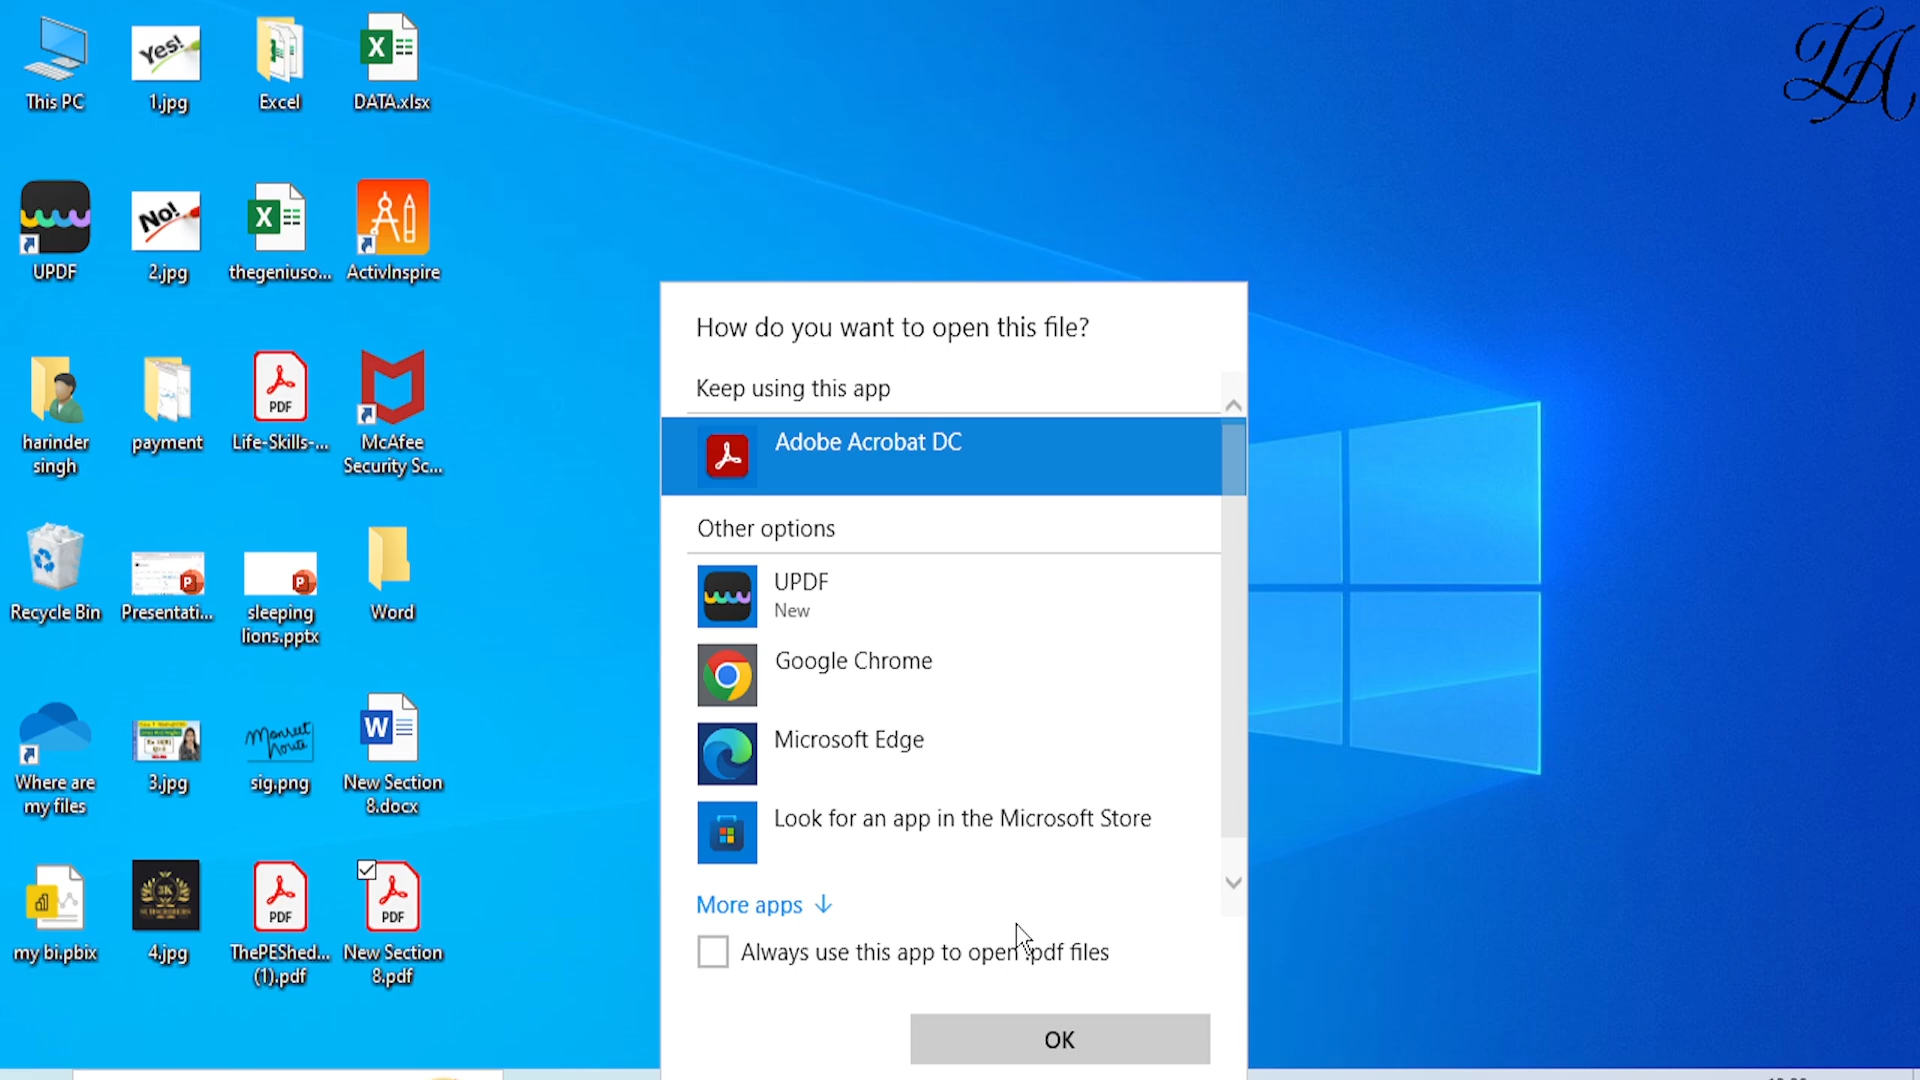 This PC
Yes!
1.jpg
Excel
DATA.xlsx
UPDF
No!
2.jpg
thegeniuso...
ActivInspire
harinder
singh
payment
PDF
Life-Skills-...
McAfee
Security Sc...
Recycle Bin
Presentati...
sleeping
lions.pptx
Word
Where are
my files
3.jpg
Manreet
sig.png
New Section
8.docx
my bi.pbix
3K
SUBSCRIBERS
4.jpg
PDF
ThePEShed...
(1).pdf
PDF
New Section
8.pdf
How do you want to open this file?
Keep using this app
Adobe Acrobat DC
Other options
UPDF
New
Google Chrome
Microsoft Edge
Look for an app in the Microsoft Store
More apps ↓
Always use this app to open .pdf files
OK
LA